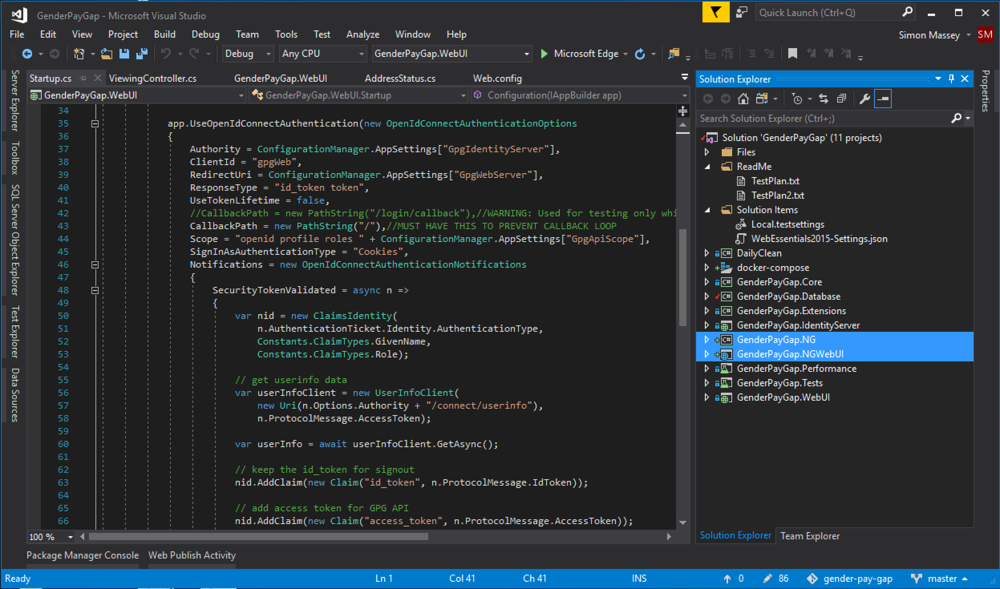 GenderPayGap - Microsoft Visual Studio
Quick Launch (Ctrl+Q)
File Edit View Project Build Debug Team Tools Test Analyze Window Help
Simon Massey SM
Debug Any CPU GenderPayGap.WebUI Microsoft Edge
Server Explorer
Toolbox
SQL Server Object Explorer
Test Explorer
Data Sources
Startup.cs ViewingController.cs GenderPayGap.WebUI AddressStatus.cs Web.config
GenderPayGap.WebUI GenderPayGap.WebUI.Startup Configuration(IAppBuilder app)
34
35 app.UseOpenIdConnectAuthentication(new OpenIdConnectAuthenticationOptions
36 {
37 Authority = ConfigurationManager.AppSettings["GpgIdentityServer"],
38 ClientId = "gpgWeb",
39 RedirectUri = ConfigurationManager.AppSettings["GpgWebServer"],
40 ResponseType = "id_token token",
41 UseTokenLifetime = false,
42 //CallbackPath = new PathString("/login/callback"),//WARNING: Used for testing only whi
43 CallbackPath = new PathString("/"),//MUST HAVE THIS TO PREVENT CALLBACK LOOP
44 Scope = "openid profile roles " + ConfigurationManager.AppSettings["GpgApiScope"],
45 SignInAsAuthenticationType = "Cookies",
46 Notifications = new OpenIdConnectAuthenticationNotifications
47 {
48 SecurityTokenValidated = async n =>
49 {
50 var nid = new ClaimsIdentity(
51 n.AuthenticationTicket.Identity.AuthenticationType,
52 Constants.ClaimTypes.GivenName,
53 Constants.ClaimTypes.Role);
54
55 // get userinfo data
56 var userInfoClient = new UserInfoClient(
57 new Uri(n.Options.Authority + "/connect/userinfo"),
58 n.ProtocolMessage.AccessToken);
59
60 var userInfo = await userInfoClient.GetAsync();
61
62 // keep the id_token for signout
63 nid.AddClaim(new Claim("id_token", n.ProtocolMessage.IdToken));
64
65 // add access token for GPG API
66 nid.AddClaim(new Claim("access_token", n.ProtocolMessage.AccessToken));
100 %
Package Manager Console Web Publish Activity
Solution Explorer
Search Solution Explorer (Ctrl+;)
Solution 'GenderPayGap' (11 projects)
Files
ReadMe
TestPlan.txt
TestPlan2.txt
Solution Items
Local.testsettings
WebEssentials2015-Settings.json
C# DailyClean
docker-compose
C# GenderPayGap.Core
C# GenderPayGap.Database
C# GenderPayGap.Extensions
GenderPayGap.IdentityServer
C# GenderPayGap.NG
GenderPayGap.NGWebUI
GenderPayGap.Performance
GenderPayGap.Tests
GenderPayGap.WebUI
Solution Explorer Team Explorer
Properties
Ready Ln 1 Col 41 Ch 41 INS 0 86 gender-pay-gap master